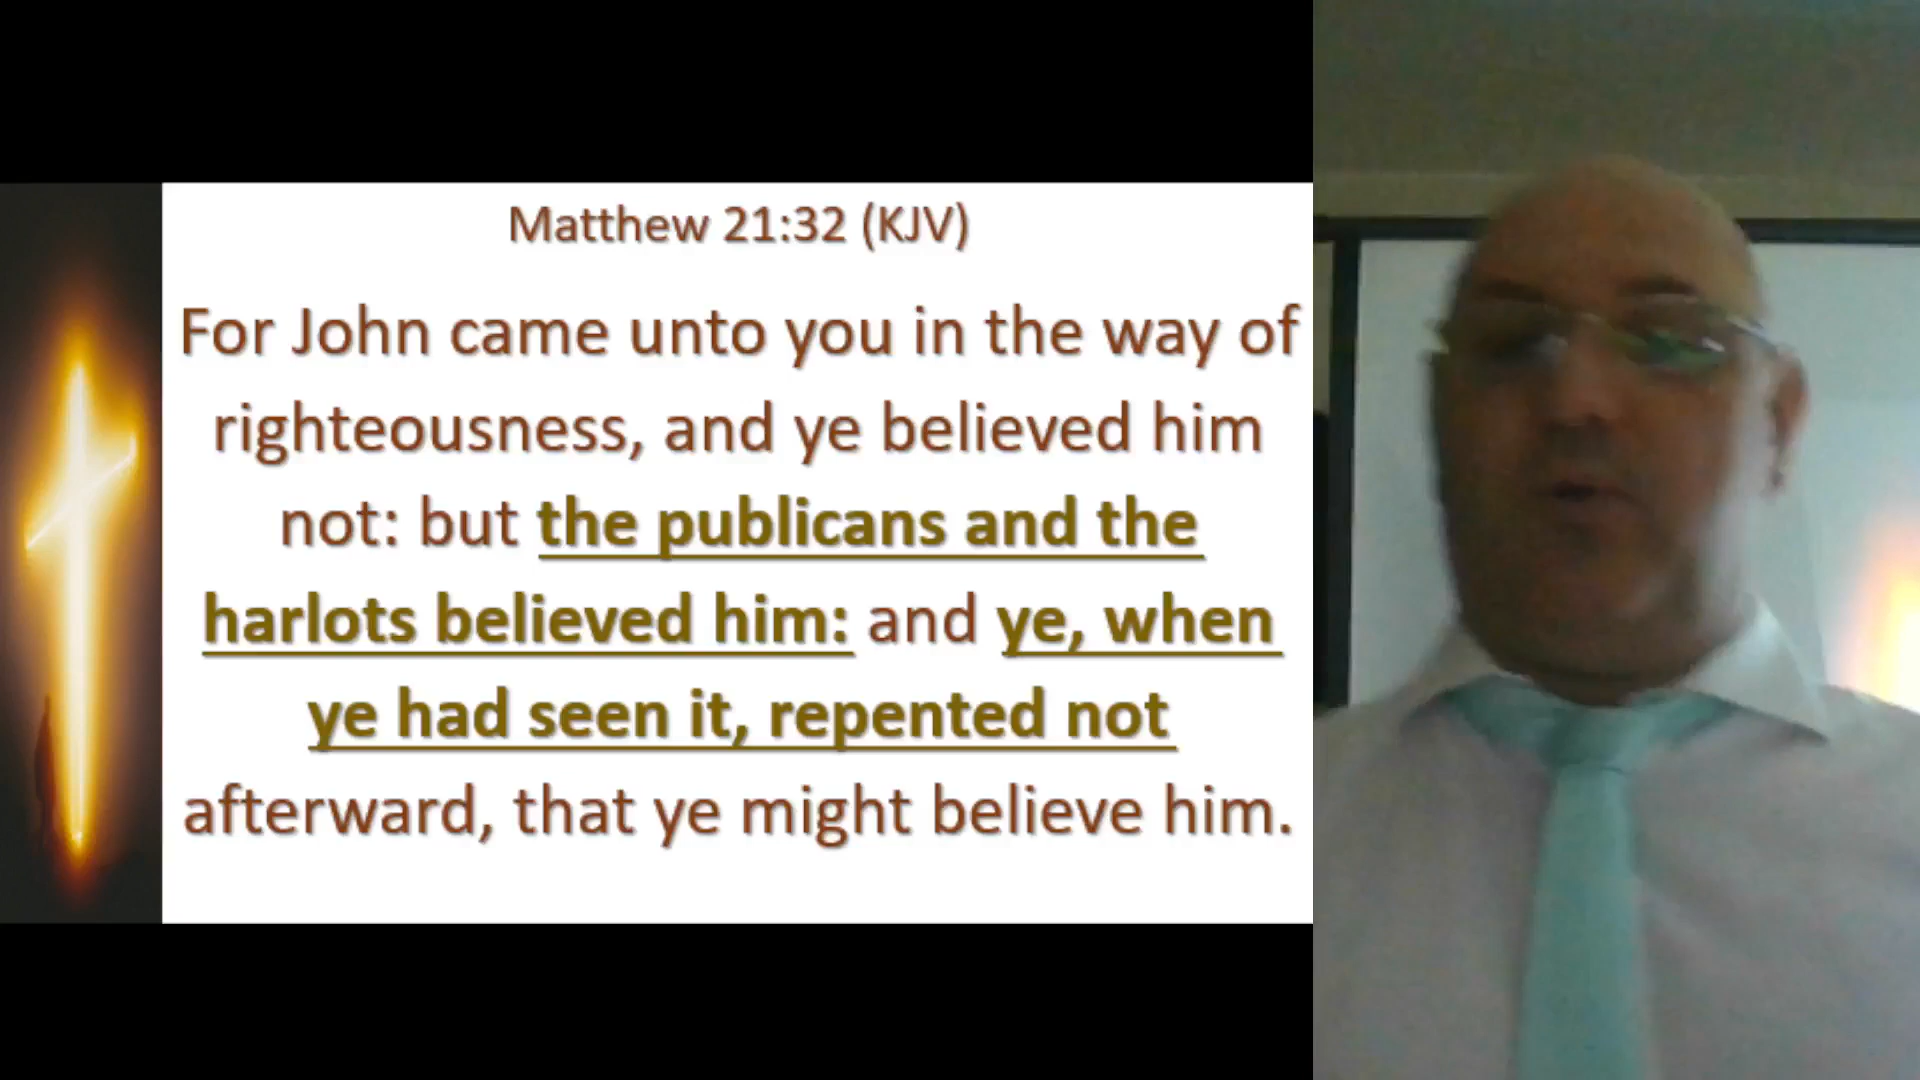 Matthew 21:32 (KJV)
For John came unto you in the way of
righteousness, and ye believed him
not: but the publicans and the
harlots believed him: and ye, when
ye had seen it, repented not
afterward, that ye might believe him.